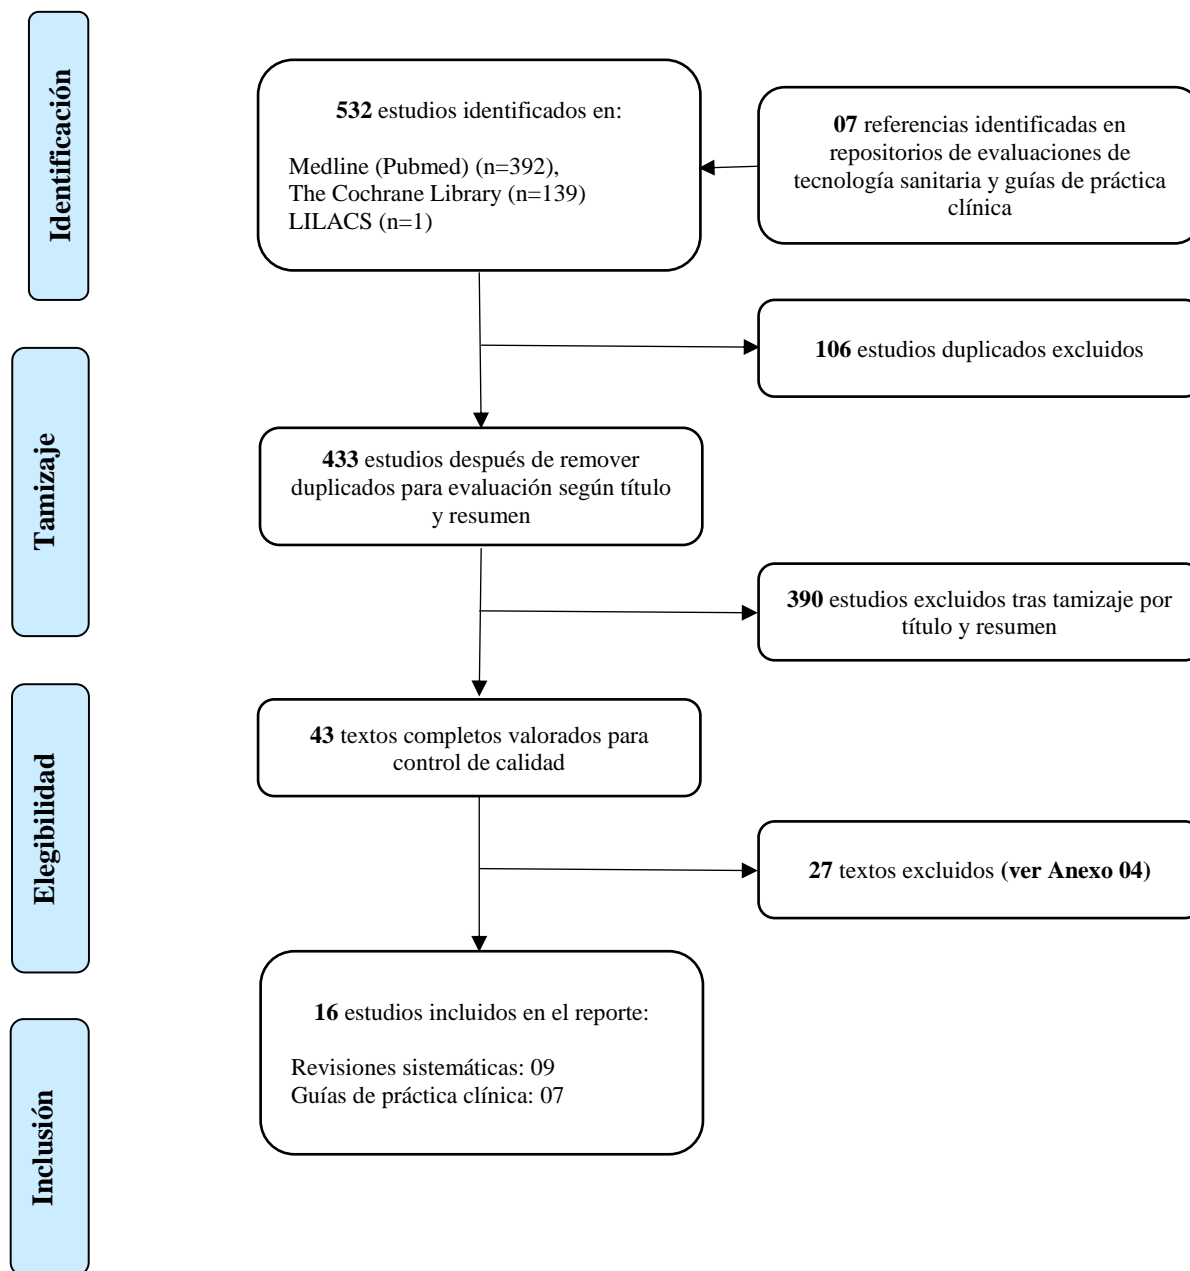 Identificación
532 estudios identificados en:
Medline (Pubmed) (n=392),
The Cochrane Library (n=139)
LILACS (n=1)
07 referencias identificadas en
repositorios de evaluaciones de
tecnología sanitaria y guías de práctica
clínica
106 estudios duplicados excluidos
Tamizaje
433 estudios después de remover
duplicados para evaluación según título
y resumen
390 estudios excluidos tras tamizaje por
título y resumen
Elegibilidad
43 textos completos valorados para
control de calidad
27 textos excluidos (ver Anexo 04)
Inclusión
16 estudios incluidos en el reporte:
Revisiones sistemáticas: 09
Guías de práctica clínica: 07